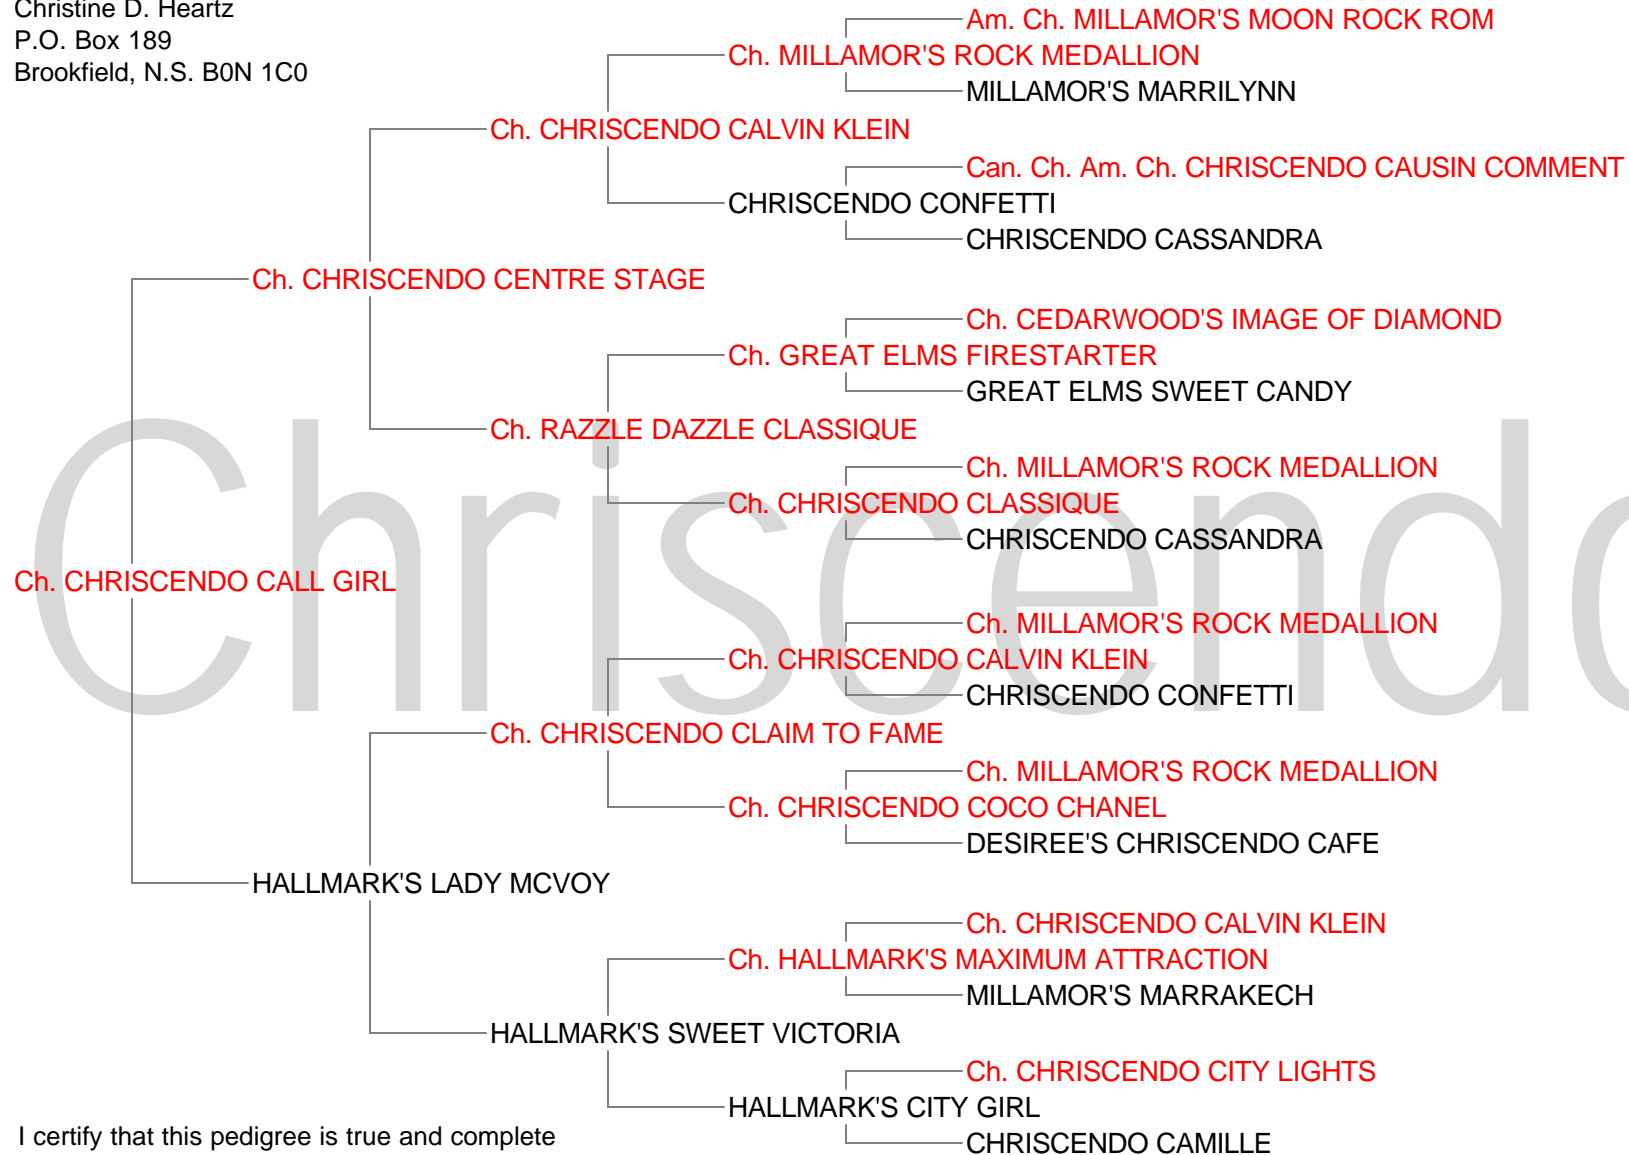 Christine D. Heartz
P.O. Box 189
Brookfield, N.S. B0N 1C0
Am. Ch. MILLAMOR'S MOON ROCK ROM
Ch. MILLAMOR'S ROCK MEDALLION
MILLAMOR'S MARRILYNN
Ch. CHRISCENDO CALVIN KLEIN
Can. Ch. Am. Ch. CHRISCENDO CAUSIN COMMENT
CHRISCENDO CONFETTI
CHRISCENDO CASSANDRA
Ch. CHRISCENDO CENTRE STAGE
Ch. CEDARWOOD'S IMAGE OF DIAMOND
Ch. GREAT ELMS FIRESTARTER
GREAT ELMS SWEET CANDY
Ch. RAZZLE DAZZLE CLASSIQUE
Ch. MILLAMOR'S ROCK MEDALLION
Ch. CHRISCENDO CLASSIQUE
CHRISCENDO CASSANDRA
Chriscendo
Ch. CHRISCENDO CALL GIRL
Ch. MILLAMOR'S ROCK MEDALLION
Ch. CHRISCENDO CALVIN KLEIN
CHRISCENDO CONFETTI
Ch. CHRISCENDO CLAIM TO FAME
Ch. MILLAMOR'S ROCK MEDALLION
Ch. CHRISCENDO COCO CHANEL
DESIREE'S CHRISCENDO CAFE
HALLMARK'S LADY MCVOY
Ch. CHRISCENDO CALVIN KLEIN
Ch. HALLMARK'S MAXIMUM ATTRACTION
MILLAMOR'S MARRAKECH
HALLMARK'S SWEET VICTORIA
Ch. CHRISCENDO CITY LIGHTS
HALLMARK'S CITY GIRL
CHRISCENDO CAMILLE
I certify that this pedigree is true and complete